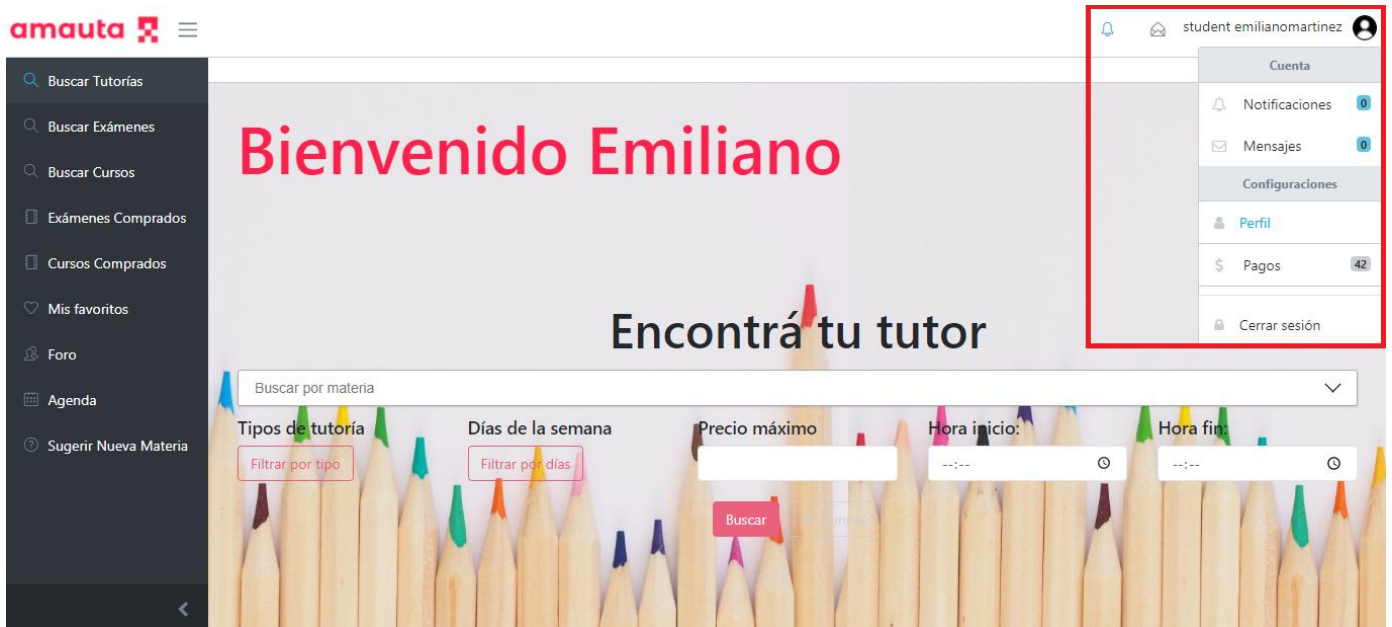 amauta
student emilianomartinez
Cuenta
Notificaciones 0
Mensajes 0
Configuraciones
Perfil
Pagos 42
Cerrar sesión
Buscar Tutorías
Buscar Exámenes
Buscar Cursos
Exámenes Comprados
Cursos Comprados
Mis favoritos
Foro
Agenda
Sugerir Nueva Materia
Bienvenido Emiliano
Encontrá tu tutor
Buscar por materia
Tipos de tutoría Días de la semana Precio máximo Hora inicio: Hora fin:
Filtrar por tipo Filtrar por días --:-- --:--
Buscar